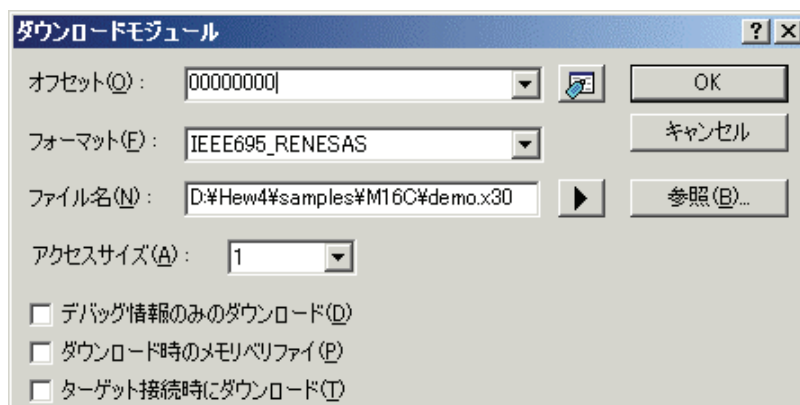 ダウンロードモジュール
オフセット(O) : 00000000 OK
フォーマット(F) : IEEE695_RENESAS キャンセル
ファイル名(N) : D:¥Hew4¥samples¥M16C¥demo.x30 参照(B)...
アクセスサイズ(A) : 1
デバッグ情報のみのダウンロード(D)
ダウンロード時のメモリベリファイ(P)
ターゲット接続時にダウンロード(T)